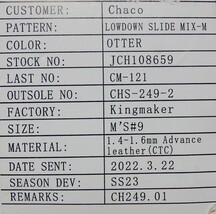 CUSTOMER: Chaco
PATTERN: LOWDOWN SLIDE MIX-M
COLOR: OTTER
STOCK NO: JCH108659
LAST NO: CM-121
OUTSOLE NO: CHS-249-2
FACTORY: Kingmaker
SIZE: M'S#9
MATERIAL: 1.4-1.6mm Advance
leather(CTC)
DATE SENT: 2022.3.22
SEASON DEV: SS23
REMARKS: CH249.01